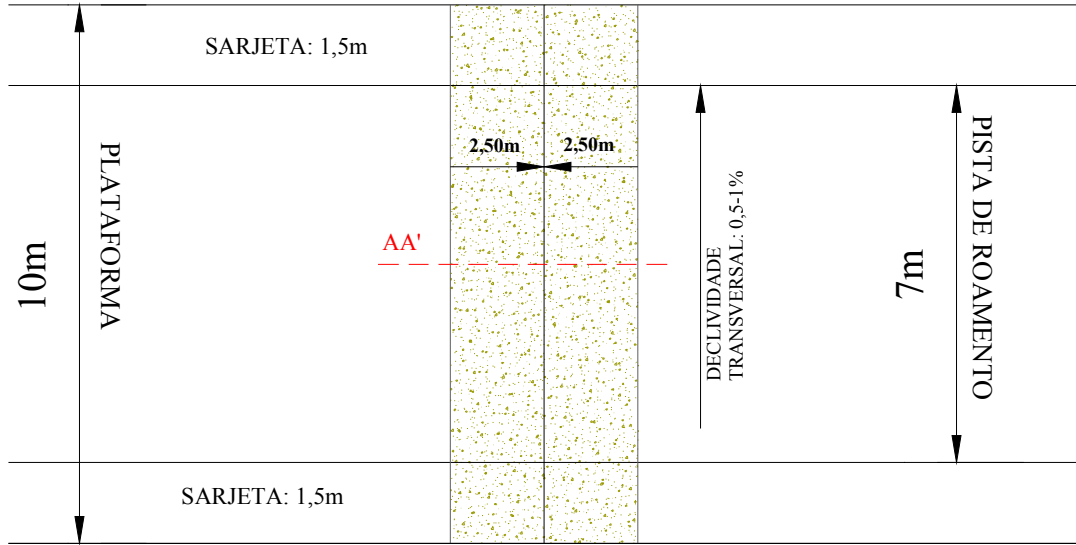 SARJETA: 1,5m
PLATAFORMA
10m
2,50m
2,50m
AA'
DECLIVIDADE
TRANSVERSAL: 0,5-1%
7m
PISTA DE ROAMENTO
SARJETA: 1,5m